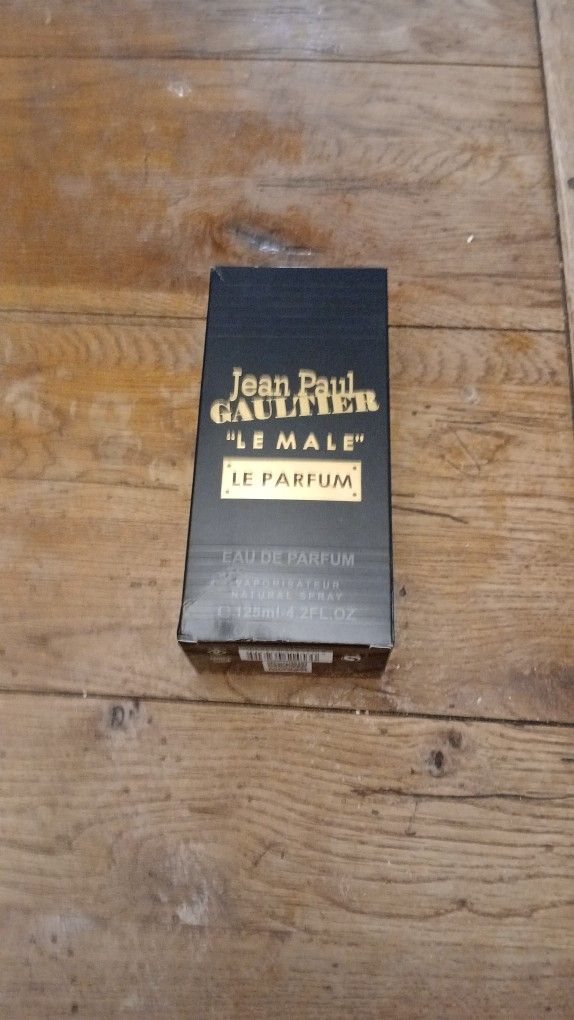 Jean Paul
GAULTIER
"LE MALE"
LE PARFUM
EAU DE PARFUM
VAPORISATEUR
NATURAL SPRAY
℮125ml-4.2FL.OZ